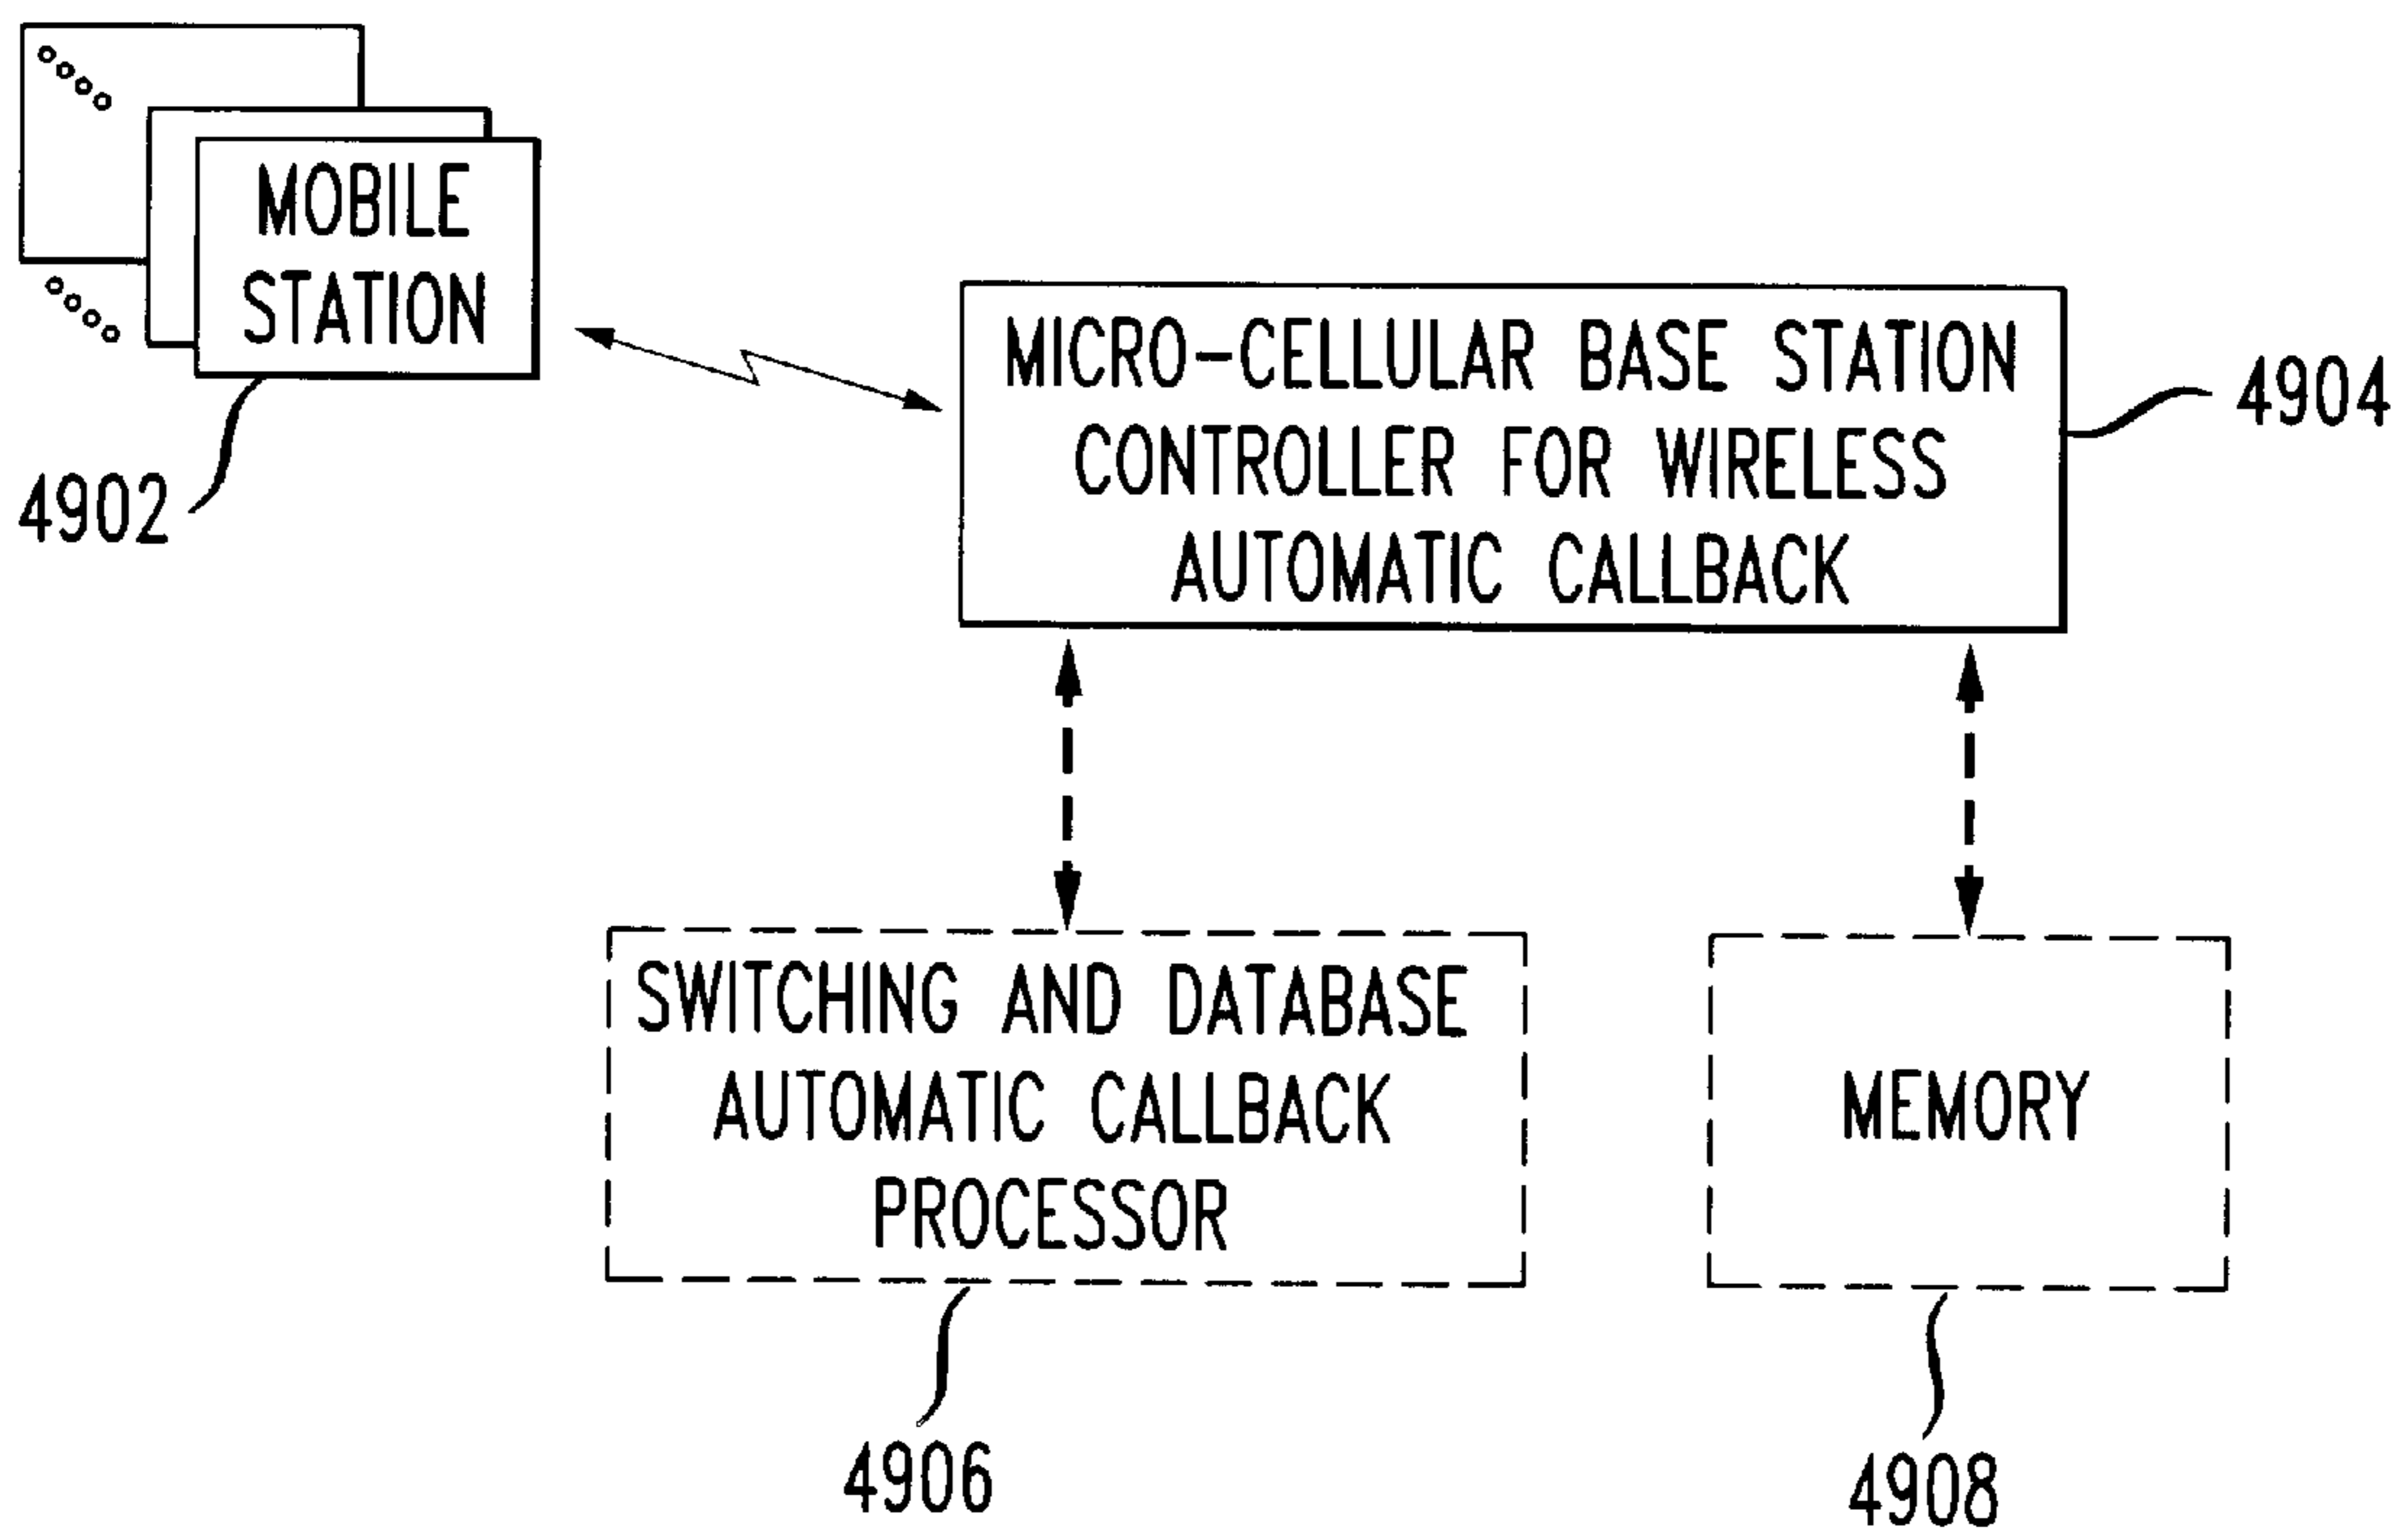 MOBILE
STATION
4902
MICRO-CELLULAR BASE STATION
CONTROLLER FOR WIRELESS
AUTOMATIC CALLBACK
4904
SWITCHING AND DATABASE
AUTOMATIC CALLBACK
PROCESSOR
4906
MEMORY
4908